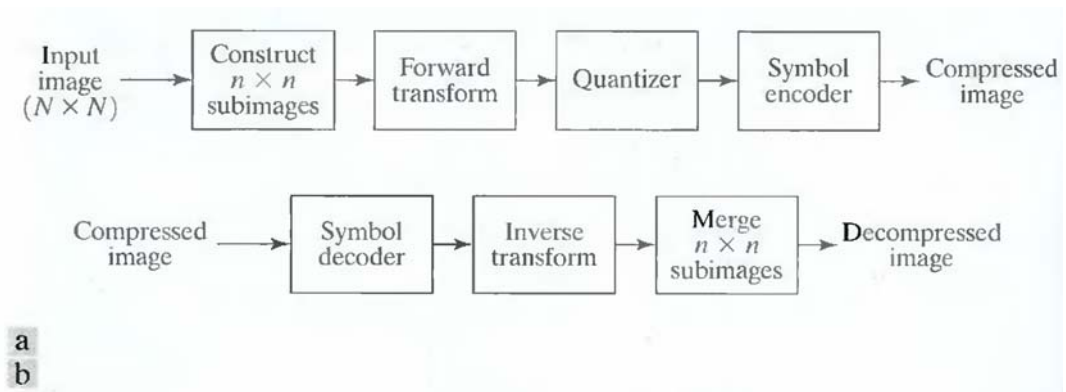 Input
image
(N × N)
Construct
n × n
subimages
Forward
transform
Quantizer
Symbol
encoder
Compressed
image
Compressed
image
Symbol
decoder
Inverse
transform
Merge
n × n
subimages
Decompressed
image
a
b